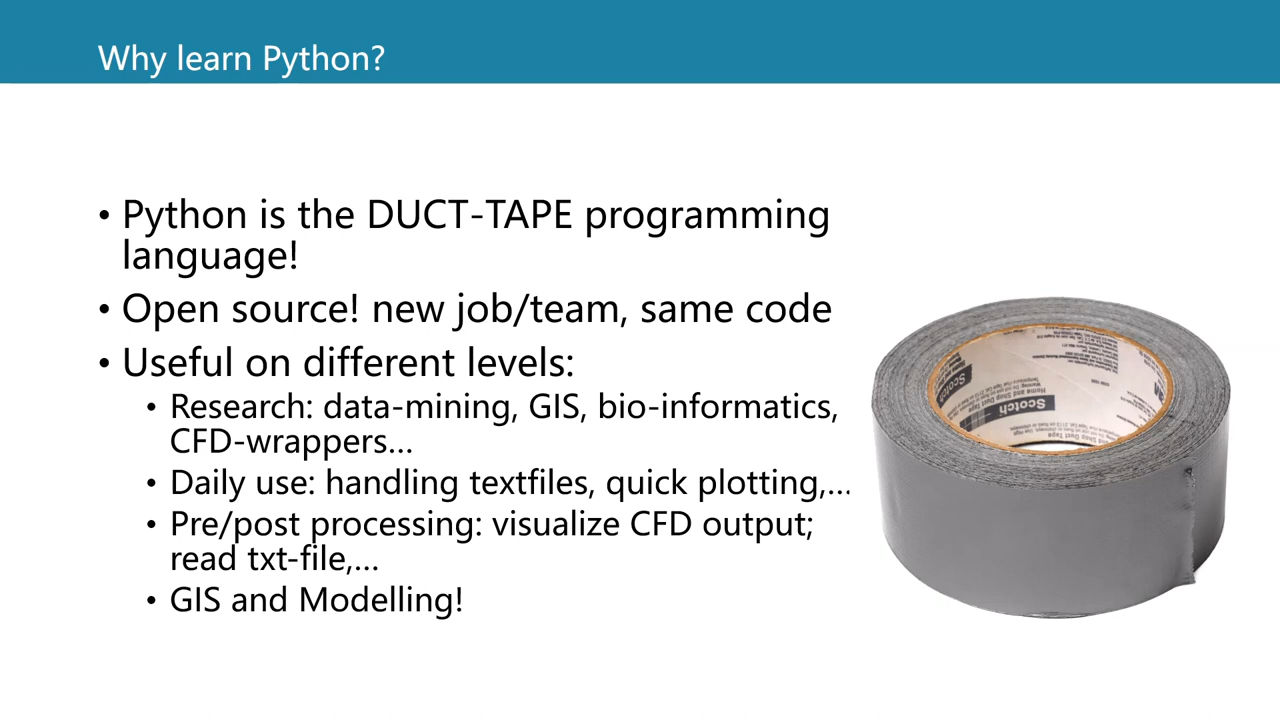 Why learn Python?
• Python is the DUCT-TAPE programming
language!
• Open source! new job/team, same code
• Useful on different levels:
• Research: data-mining, GIS, bio-informatics,
CFD-wrappers…
• Daily use: handling textfiles, quick plotting,…
• Pre/post processing: visualize CFD output;
read txt-file,…
• GIS and Modelling!
Scotch